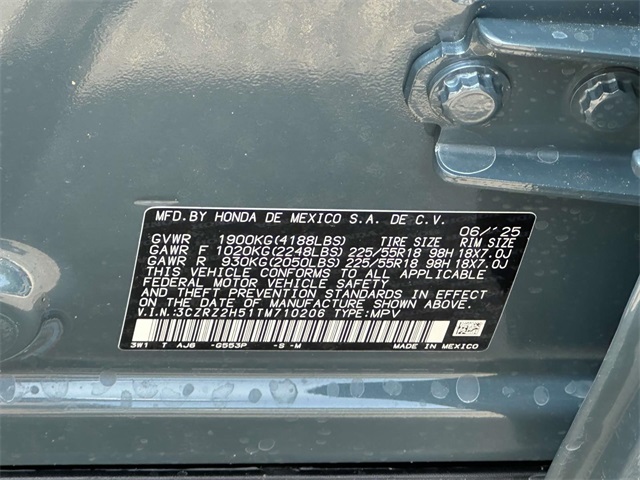 MFD.BY HONDA DE MEXICO S.A. DE C.V.
06/'25
GVWR 1900KG(4188LBS) TIRE SIZE RIM SIZE
GAWR F 1020KG(2248LBS) 225/55R18 98H 18X7.0J
GAWR R 930KG(2050LBS) 225/55R18 98H 18X7.0J
THIS VEHICLE CONFORMS TO ALL APPLICABLE
FEDERAL MOTOR VEHICLE SAFETY
AND THEFT PREVENTION STANDARDS IN EFFECT
ON THE DATE OF MANUFACTURE SHOWN ABOVE.
V.I.N.:3CZRZ2H51TM710206 TYPE:MPV
3W1 T AJ6 -G553P -S -M MADE IN MEXICO